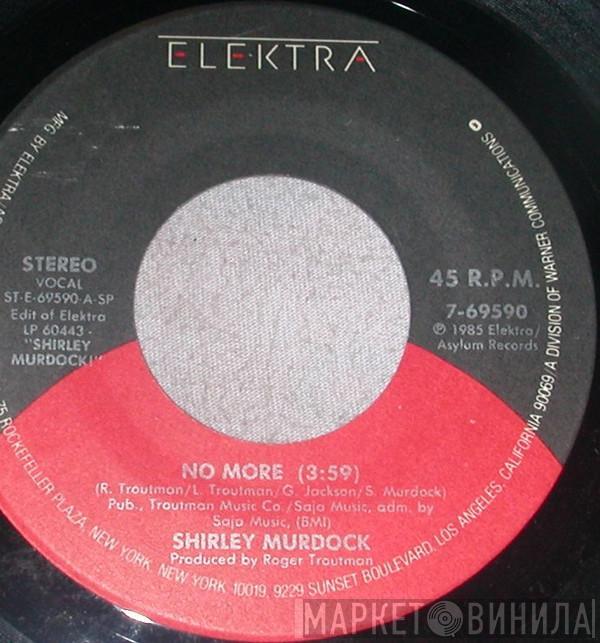 ELEKTRA
STEREO
VOCAL
ST-E-69590-A-SP
Edit of Elektra
LP 60443 -
"SHIRLEY
MURDOCK!"
45 R.P.M.
7-69590
℗ 1985 Elektra/
Asylum Records
NO MORE (3:59)
(R. Troutman/L. Troutman/G. Jackson/S. Murdock)
Pub., Troutman Music Co./Saja Music, adm. by
Saja Music, (BMI)
SHIRLEY MURDOCK
Produced by Roger Troutman
MFG BY ELEKTRA/AS
75 ROCKEFELLER PLAZA, NEW YORK, NEW YORK 10019, 9229 SUNSET BOULEVARD, LOS ANGELES, CALIFORNIA 90069/A DIVISION OF WARNER COMMUNICATIONS
МАРКЕТ ВИНИЛА